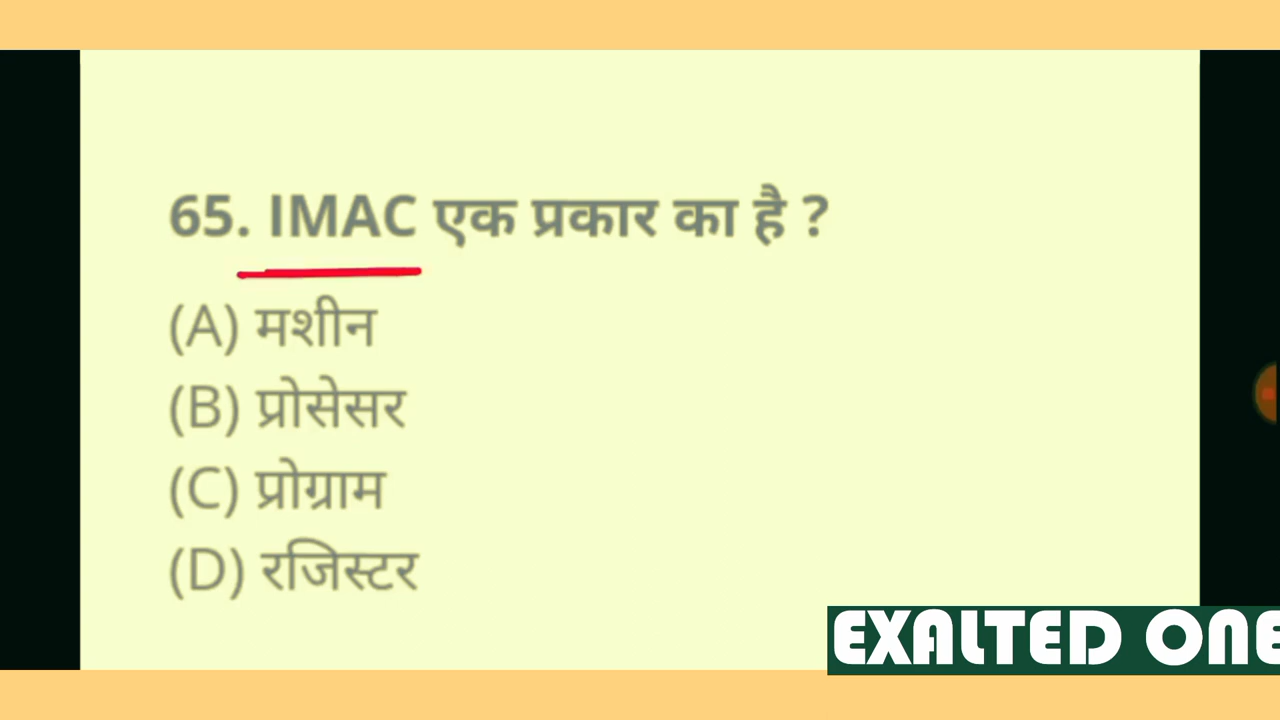 65. IMAC एक प्रकार का है ?
(A) मशीन
(B) प्रोसेसर
(C) प्रोग्राम
(D) रजिस्टर
EXALTED ONE